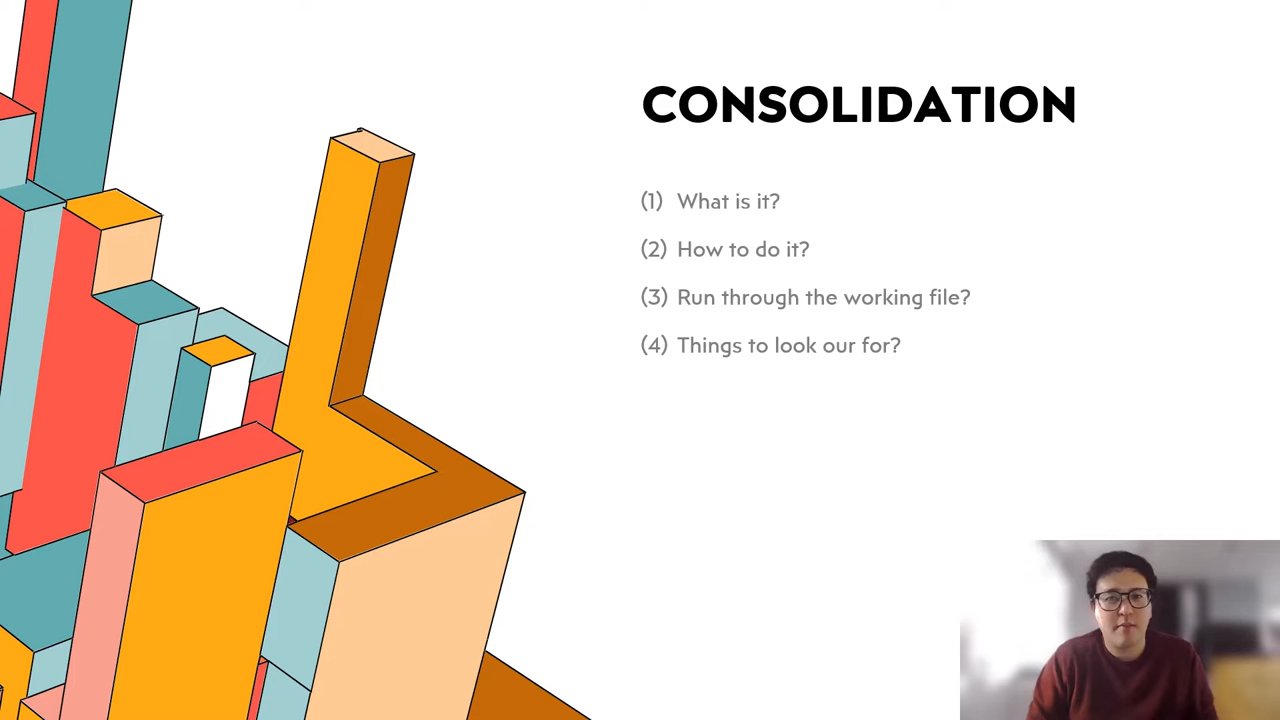 CONSOLIDATION
(1) What is it?
(2) How to do it?
(3) Run through the working file?
(4) Things to look our for?